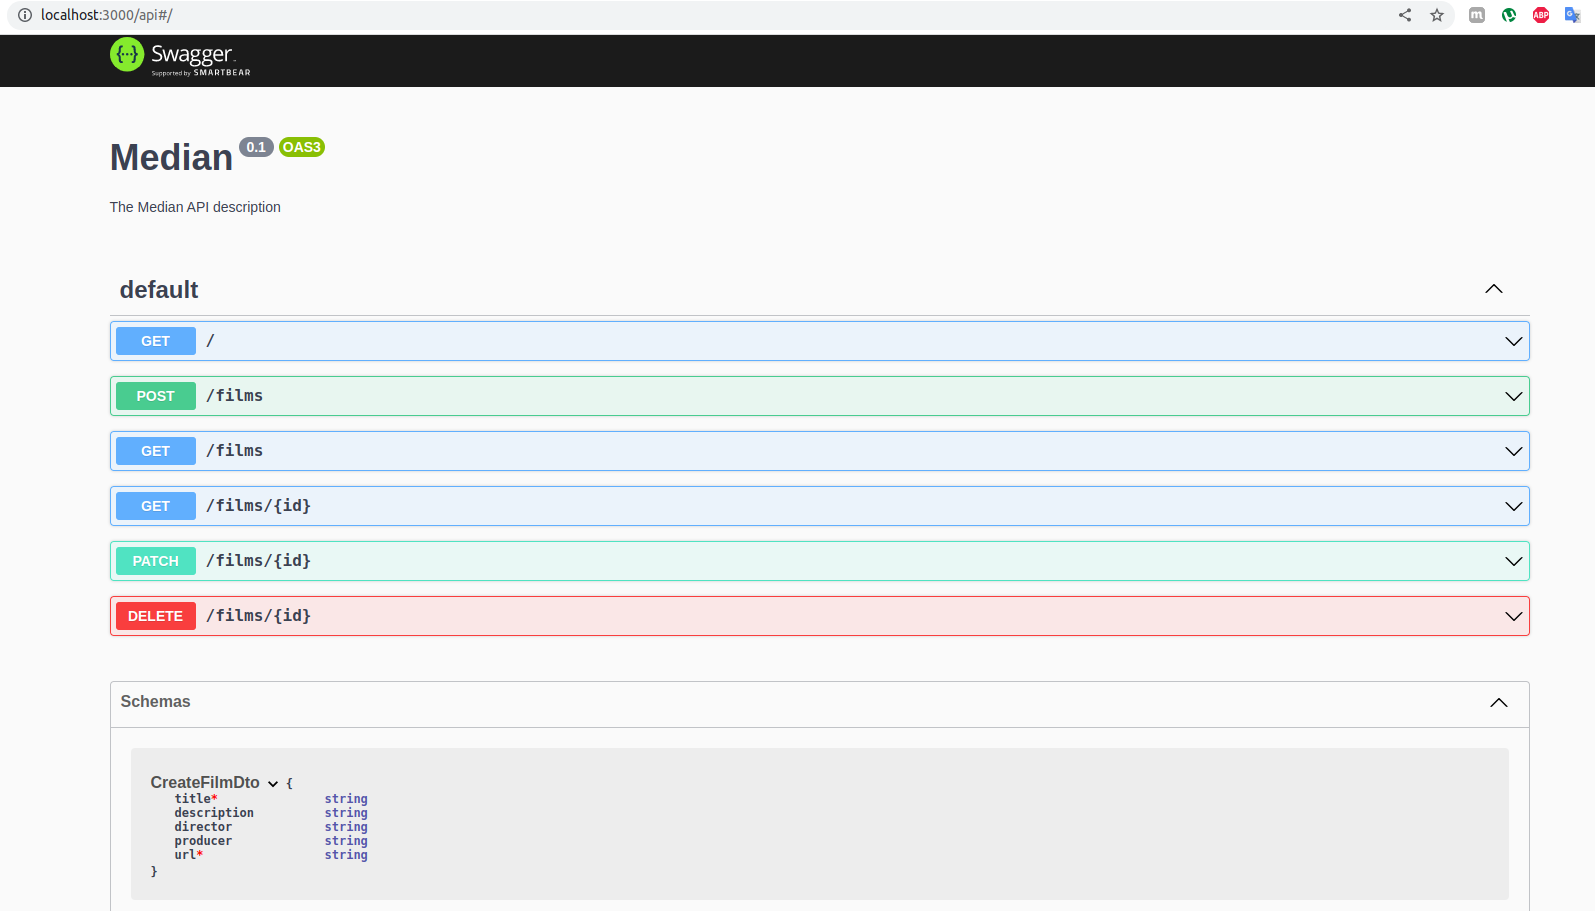 localhost:3000/api#/
m
ABP
G
{···} Swagger
Supported by SMARTBEAR
Median 0.1 OAS3
The Median API description
default
GET /
POST /films
GET /films
GET /films/{id}
PATCH /films/{id}
DELETE /films/{id}
Schemas
CreateFilmDto {
title* string
description string
director string
producer string
url* string
}